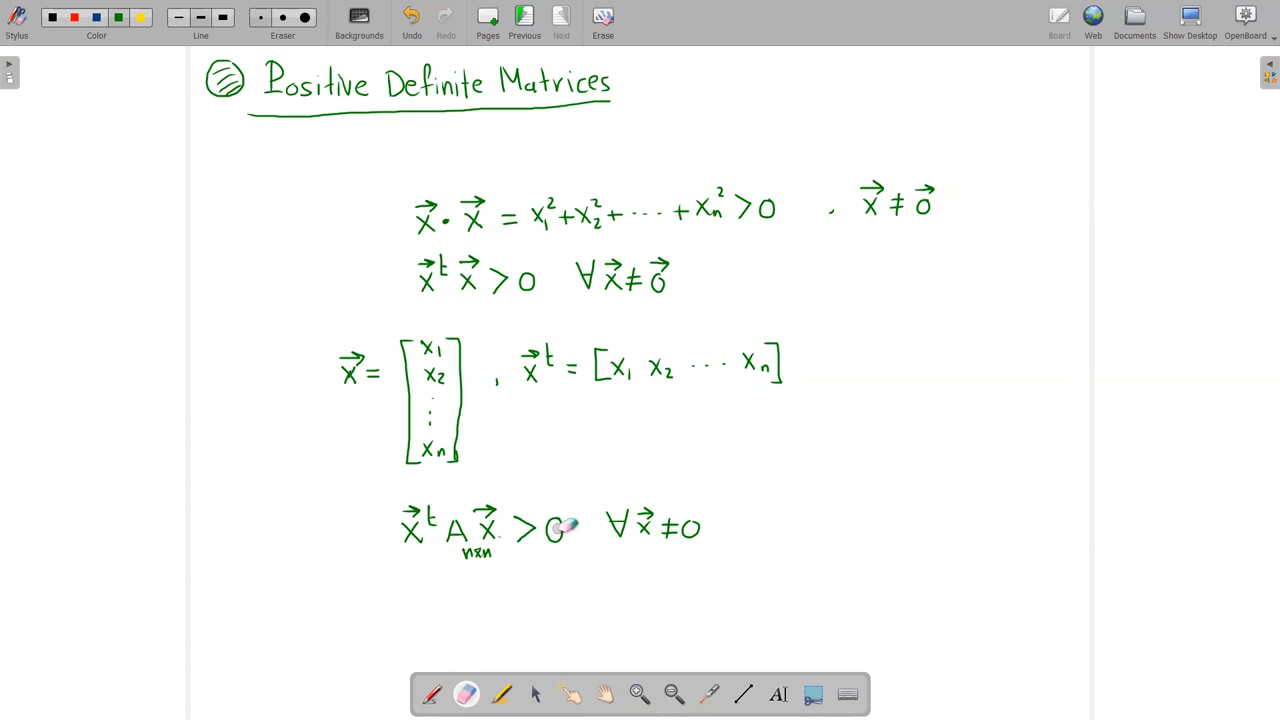 Stylus Color Line Eraser Backgrounds Undo Redo Pages Previous Next Erase Board Web Documents Show Desktop OpenBoard
Positive Definite Matrices
x⃗ · x⃗ = x₁² + x₂² + ··· + xₙ² > 0 , x⃗ ≠ 0⃗
x⃗ᵗ x⃗ > 0 ∀ x⃗ ≠ 0⃗
x⃗ = [x₁ x₂ ⋮ xₙ] , x⃗ᵗ = [x₁ x₂ ··· xₙ]
x⃗ᵗ A x⃗ > 0 ∀ x⃗ ≠ 0
n×n
AI